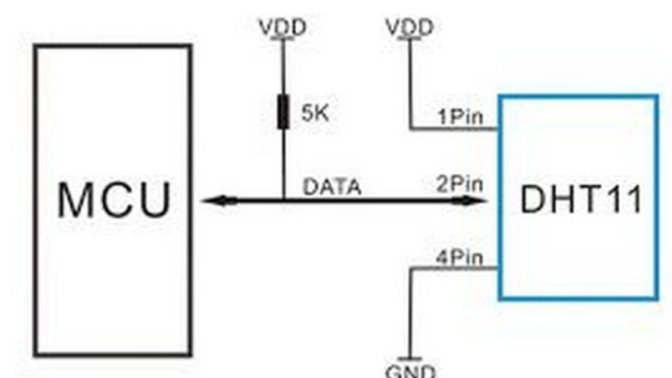 VDD
VDD
5K
1Pin
MCU
DATA
2Pin
DHT11
4Pin
GND